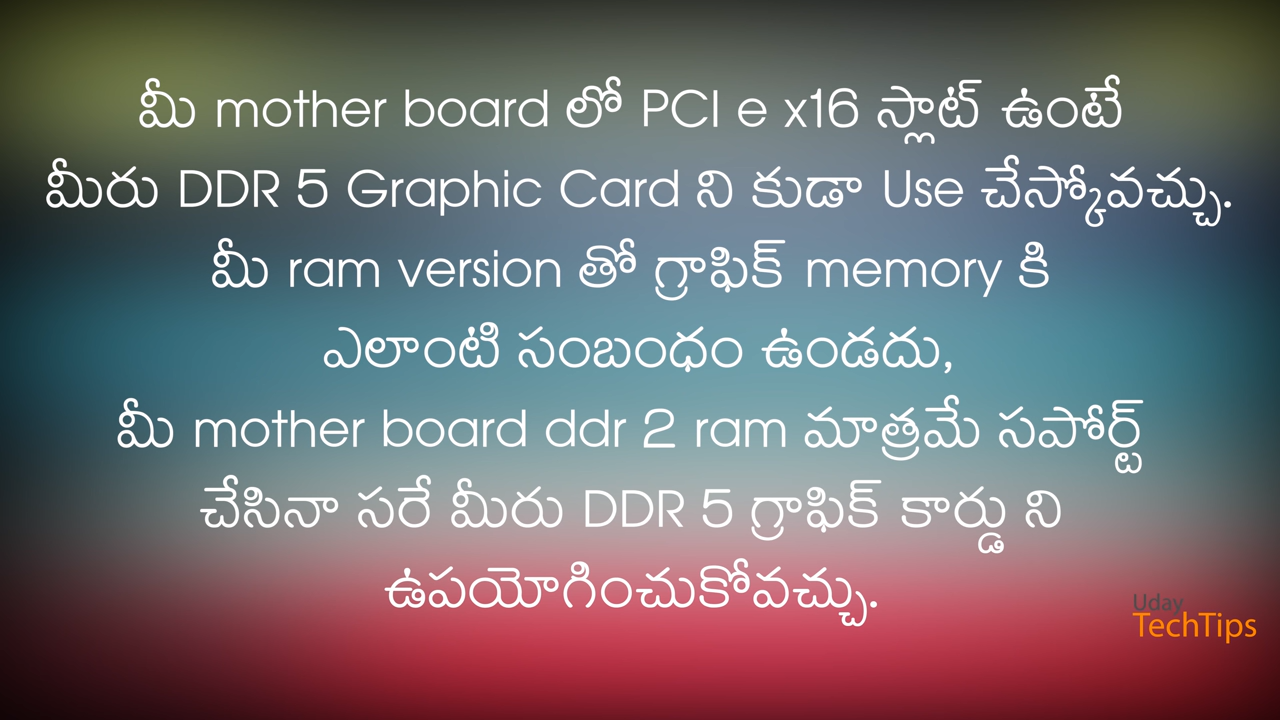 మీ mother board లో PCI e x16 స్లాట్ ఉంటే
మీరు DDR 5 Graphic Card ని కుడా Use చేస్కోవచ్చు.
మీ ram version తో గ్రాఫిక్ memory కి
ఎలాంటి సంబంధం ఉండదు,
మీ mother board ddr 2 ram మాత్రమే సపోర్ట్
చేసినా సరే మీరు DDR 5 గ్రాఫిక్ కార్డు ని
ఉపయోగించుకోవచ్చు.
Uday
TechTips